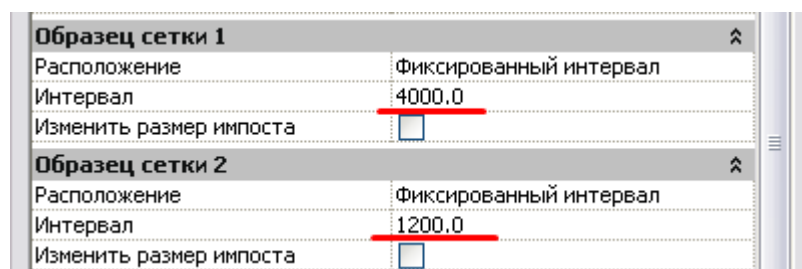 Образец сетки 1
Расположение Фиксированный интервал
Интервал 4000.0
Изменить размер импоста
Образец сетки 2
Расположение Фиксированный интервал
Интервал 1200.0
Изменить размер импоста